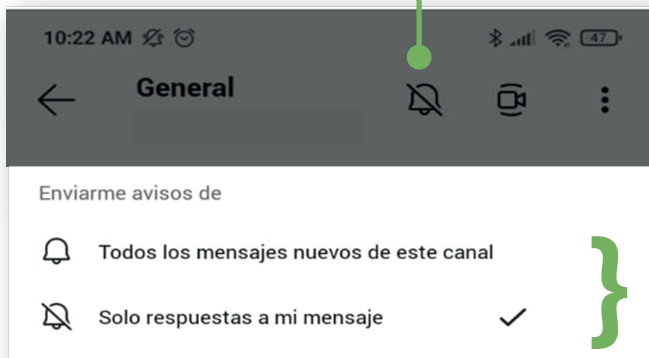 10:22 AM
47
General
Enviarme avisos de
Todos los mensajes nuevos de este canal
Solo respuestas a mi mensaje